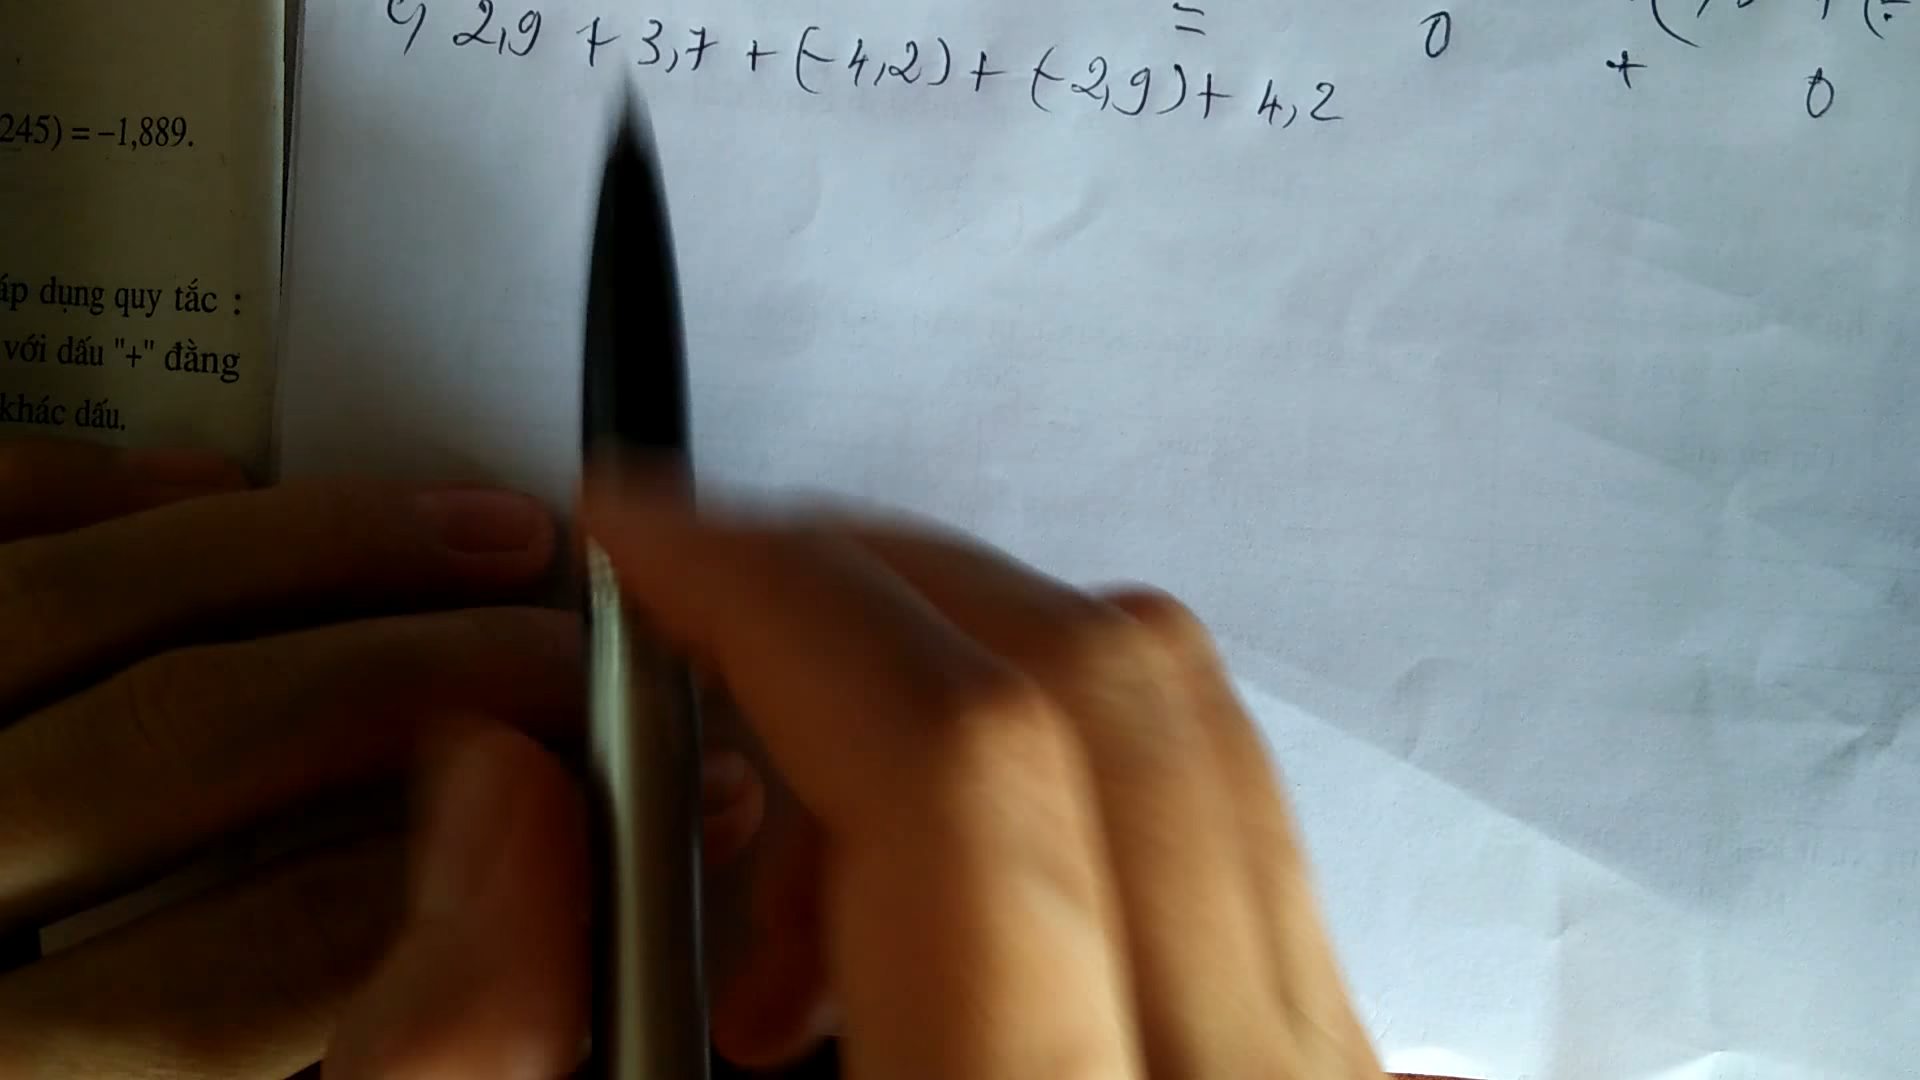 245) = –1,889.
áp dụng quy tắc :
với dấu "+" đằng
khác dấu.
= 0 + 0
c) 2,9 + 3,7 + (-4,2) + (-2,9) + 4,2